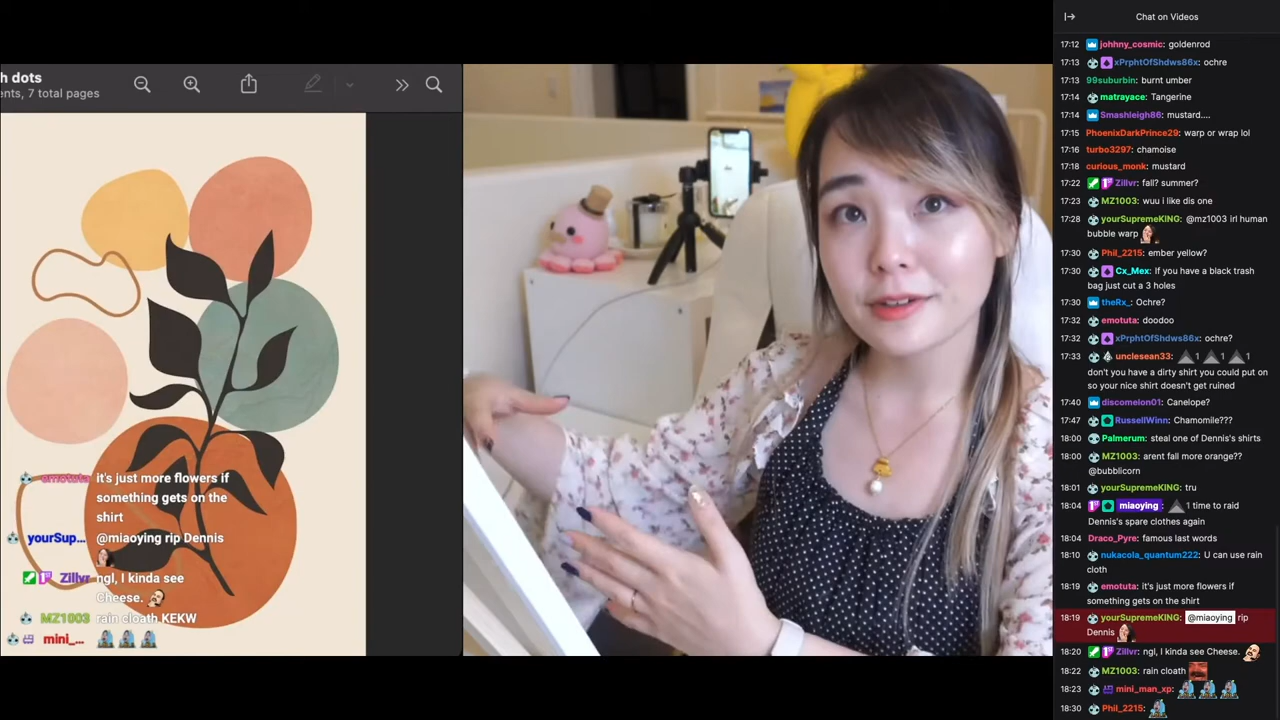 h dots
ents, 7 total pages
emotuta it's just more flowers if
something gets on the
shirt
yourSup... @miaoying rip Dennis
Zillvr ngl, I kinda see
Cheese.
MZ1003 rain cloath KEKW
mini_...
Chat on Videos
17:12 johhny_cosmic: goldenrod
17:13 xPrphtOfShdws86x: ochre
17:13 99suburbin: burnt umber
17:14 matrayace: Tangerine
17:14 Smashleigh86: mustard....
17:15 PhoenixDarkPrince29: warp or wrap lol
17:16 turbo3297: chamoise
17:18 curious_monk: mustard
17:22 Zillvr: fall? summer?
17:23 MZ1003: wuu i like dis one
17:28 yourSupremeKING: @mz1003 irl human
bubble warp
17:30 Phil_2215: ember yellow?
17:30 Cx_Mex: If you have a black trash
bag just cut a 3 holes
17:30 theRx_: Ochre?
17:32 emotuta: doodoo
17:32 xPrphtOfShdws86x: ochre?
17:33 unclesean33: 1 1 1
don't you have a dirty shirt you could put on
so your nice shirt doesn't get ruined
17:40 discomelon01: Canelope?
17:47 RussellWinn: Chamomile???
18:00 Palmerum: steal one of Dennis's shirts
18:00 MZ1003: arent fall more orange??
@bubblicorn
18:01 yourSupremeKING: tru
18:04 miaoying: 1 time to raid
Dennis's spare clothes again
18:04 Draco_Pyre: famous last words
18:10 nukacola_quantum222: U can use rain
cloth
18:19 emotuta: it's just more flowers if
something gets on the shirt
18:19 yourSupremeKING: @miaoying rip
Dennis
18:20 Zillvr: ngl, I kinda see Cheese.
18:22 MZ1003: rain cloath
18:23 mini_man_xp:
18:30 Phil_2215: